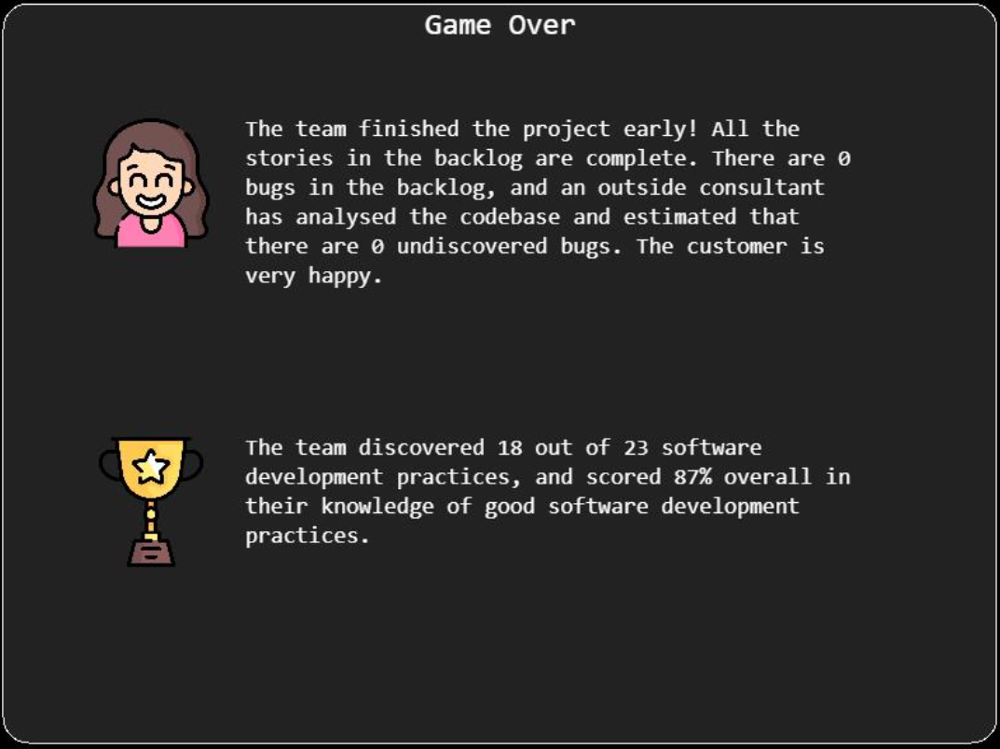 Game Over
The team finished the project early! All the
stories in the backlog are complete. There are 0
bugs in the backlog, and an outside consultant
has analysed the codebase and estimated that
there are 0 undiscovered bugs. The customer is
very happy.
The team discovered 18 out of 23 software
development practices, and scored 87% overall in
their knowledge of good software development
practices.